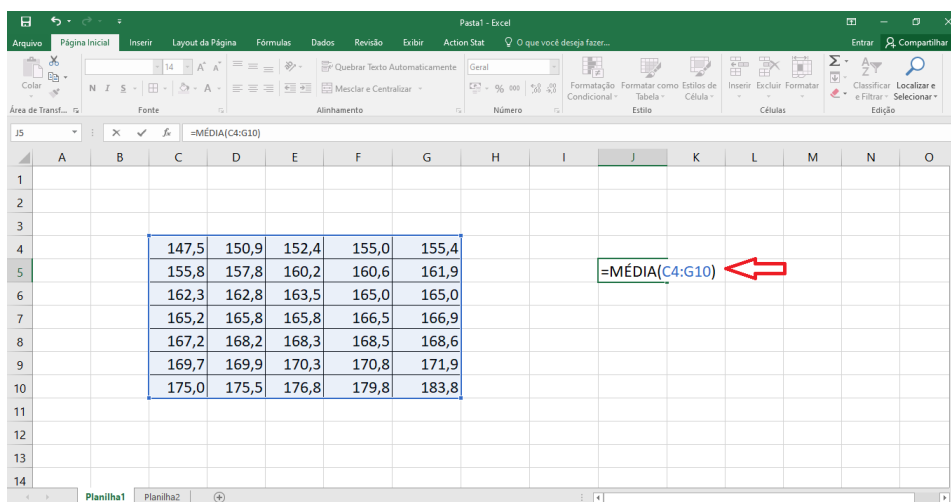 Pasta1 - Excel
Arquivo Página Inicial Inserir Layout da Página Fórmulas Dados Revisão Exibir Action Stat O que você deseja fazer... Entrar Compartilhar
Colar
14 A A
Quebrar Texto Automaticamente
Geral
N I S A
Mesclar e Centralizar
% 000
Formatação Condicional
Formatar como Tabela
Estilos de Célula
Inserir Excluir Formatar
Classificar e Filtrar
Localizar e Selecionar
Área de Transf... Fonte Alinhamento Número Estilo Células Edição
J5 fx =MÉDIA(C4:G10)
A B C D E F G H I J K L M N O
1
2
3
4 147,5 150,9 152,4 155,0 155,4
5 155,8 157,8 160,2 160,6 161,9 =MÉDIA(C4:G10)
6 162,3 162,8 163,5 165,0 165,0
7 165,2 165,8 165,8 166,5 166,9
8 167,2 168,2 168,3 168,5 168,6
9 169,7 169,9 170,3 170,8 171,9
10 175,0 175,5 176,8 179,8 183,8
11
12
13
14
Planilha1 Planilha2